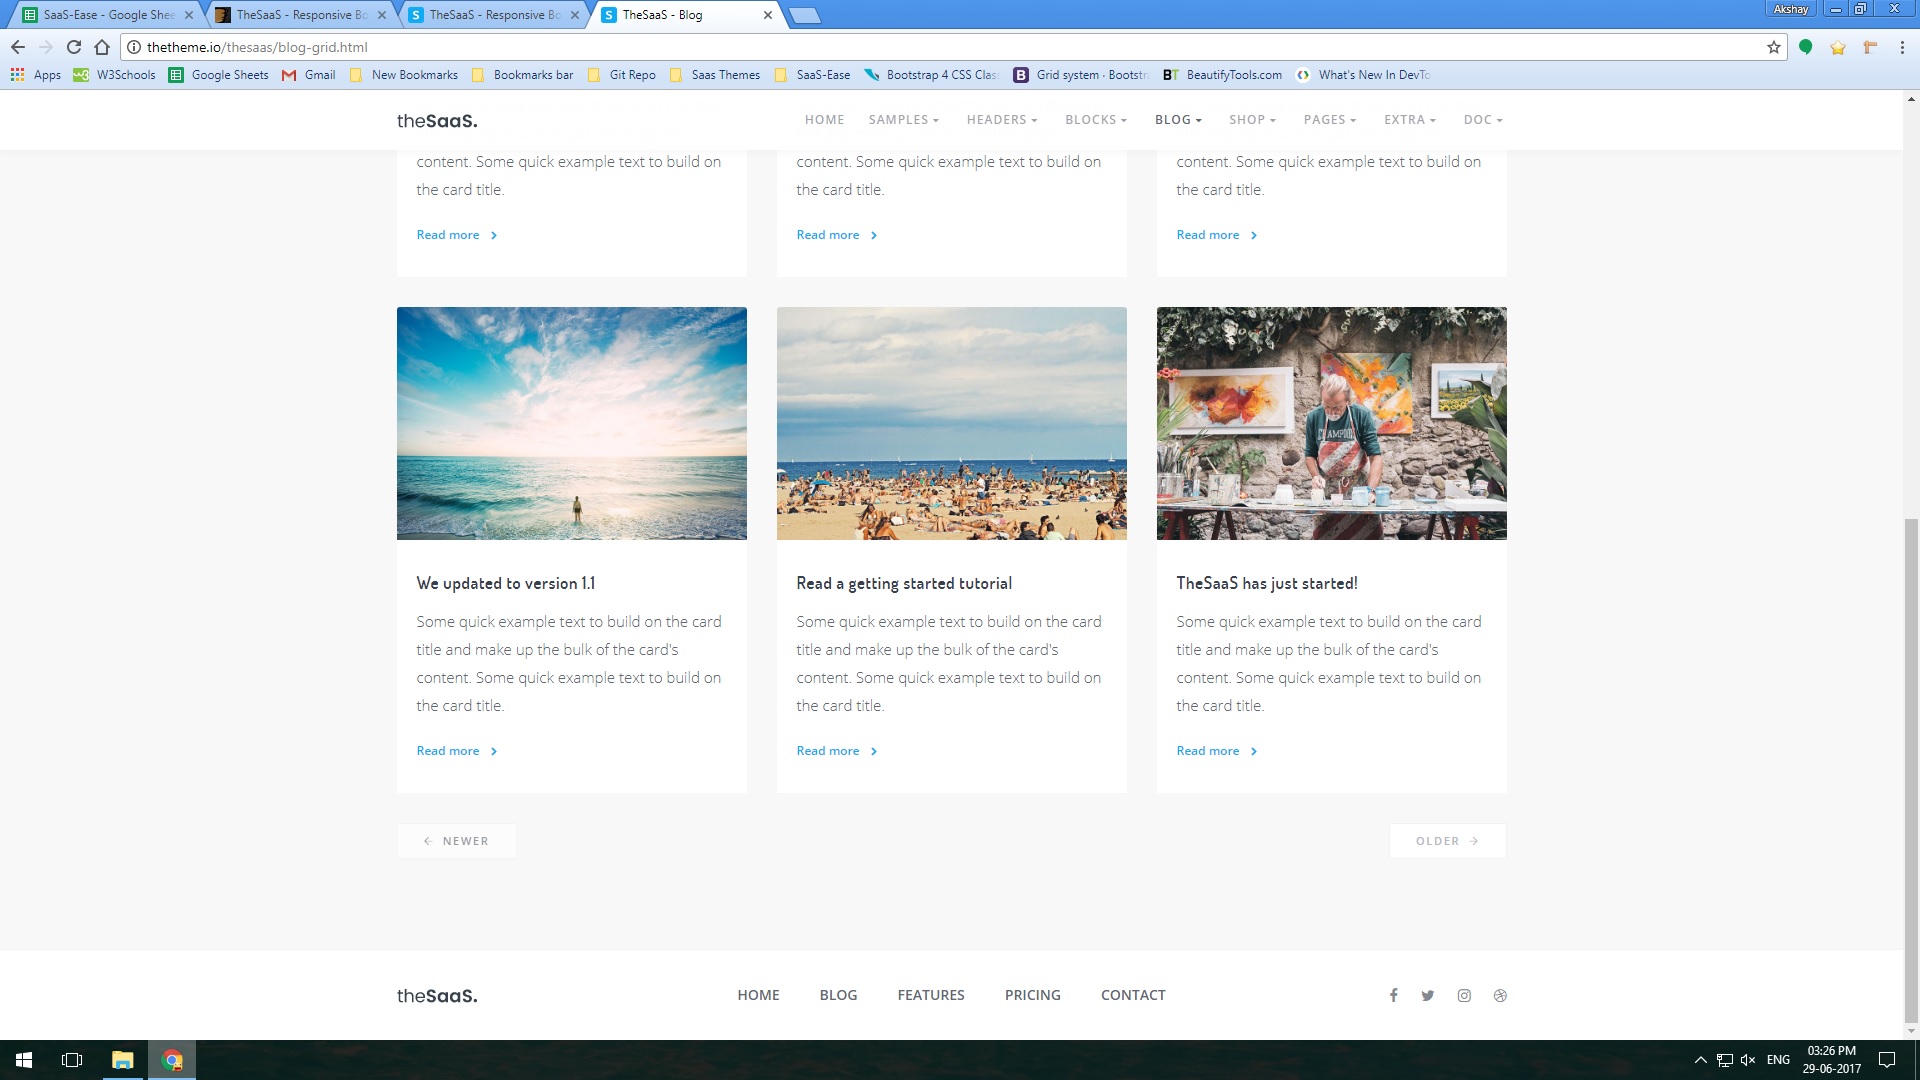 SaaS-Ease - Google Shee
TheSaaS - Responsive Bo
TheSaaS - Responsive Bo
TheSaaS - Blog
Akshay
thetheme.io/thesaas/blog-grid.html
Apps
W3Schools
Google Sheets
Gmail
New Bookmarks
Bookmarks bar
Git Repo
Saas Themes
SaaS-Ease
Bootstrap 4 CSS Clas
Grid system · Bootstr
BeautifyTools.com
What's New In DevTo
theSaaS.
HOME
SAMPLES
HEADERS
BLOCKS
BLOG
SHOP
PAGES
EXTRA
DOC
content. Some quick example text to build on
the card title.
Read more
content. Some quick example text to build on
the card title.
Read more
content. Some quick example text to build on
the card title.
Read more
CHAMPION
We updated to version 1.1
Some quick example text to build on the card
title and make up the bulk of the card's
content. Some quick example text to build on
the card title.
Read more
Read a getting started tutorial
Some quick example text to build on the card
title and make up the bulk of the card's
content. Some quick example text to build on
the card title.
Read more
TheSaaS has just started!
Some quick example text to build on the card
title and make up the bulk of the card's
content. Some quick example text to build on
the card title.
Read more
← NEWER
OLDER →
theSaaS.
HOME
BLOG
FEATURES
PRICING
CONTACT
ENG
03:26 PM
29-06-2017